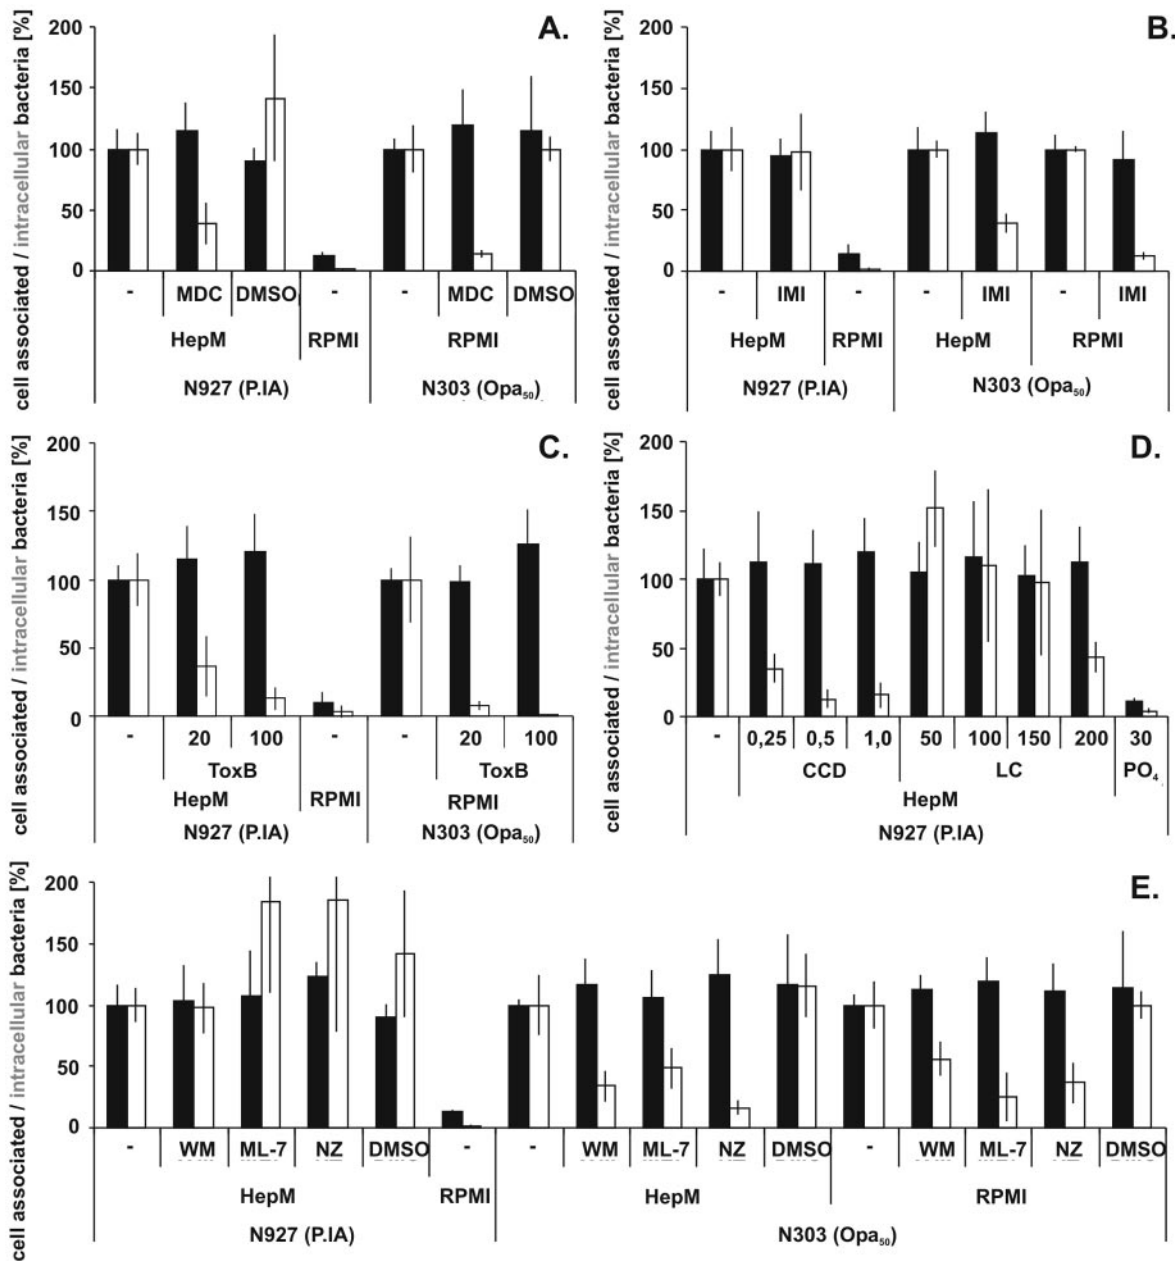 A.
cell associated / intracellular bacteria [%]
200
150
100
50
0
- MDC DMSO - - MDC DMSO
HepM RPMI RPMI
N927 (P.IA) N303 (Opa₅₀)
B.
cell associated / intracellular bacteria [%]
200
150
100
50
0
- IMI - - IMI - IMI
HepM RPMI HepM RPMI
N927 (P.IA) N303 (Opa₅₀)
C.
cell associated / intracellular bacteria [%]
200
150
100
50
0
- 20 100 - - 20 100
ToxB ToxB
HepM RPMI RPMI
N927 (P.IA) N303 (Opa₅₀)
D.
cell associated / intracellular bacteria [%]
200
150
100
50
0
- 0,25 0,5 1,0 50 100 150 200 30
CCD LC PO₄
HepM
N927 (P.IA)
E.
cell associated / intracellular bacteria [%]
200
150
100
50
0
- WM ML-7 NZ DMSO - - WM ML-7 NZ DMSO - WM ML-7 NZ DMSO
HepM RPMI HepM RPMI
N927 (P.IA) N303 (Opa₅₀)